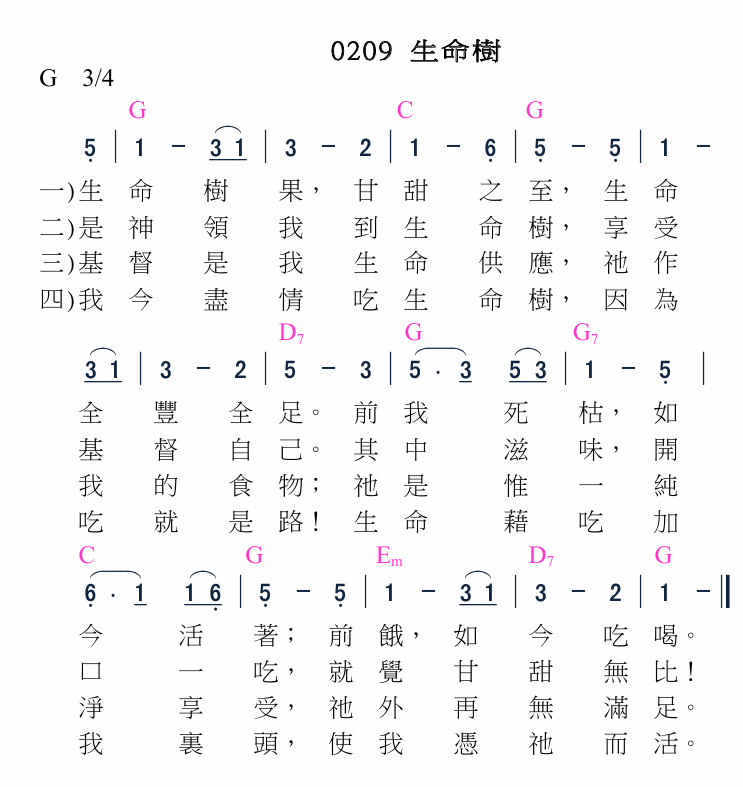 0209 生命樹
G 3/4
G C G
5 | 1 - 3 1 | 3 - 2 | 1 - 6 | 5 - 5 | 1 -
一)生 命 樹 果， 甘 甜 之 至， 生 命
二)是 神 領 我 到 生 命 樹， 享 受
三)基 督 是 我 生 命 供 應， 祂 作
四)我 今 盡 情 吃 生 命 樹， 因 為
D7 G G7
3 1 | 3 - 2 | 5 - 3 | 5 . 3 5 3 | 1 - 5 |
全 豐 全 足。 前 我 死 枯， 如
基 督 自 己。 其 中 滋 味， 開
我 的 食 物； 祂 是 惟 一 純
吃 就 是 路！ 生 命 藉 吃 加
C G Em D7 G
6 . 1 1 6 | 5 - 5 | 1 - 3 1 | 3 - 2 | 1 - ||
今 活 著； 前 餓， 如 今 吃 喝。
口 一 吃， 就 覺 甘 甜 無 比！
淨 享 受， 祂 外 再 無 滿 足。
我 裏 頭， 使 我 憑 祂 而 活。